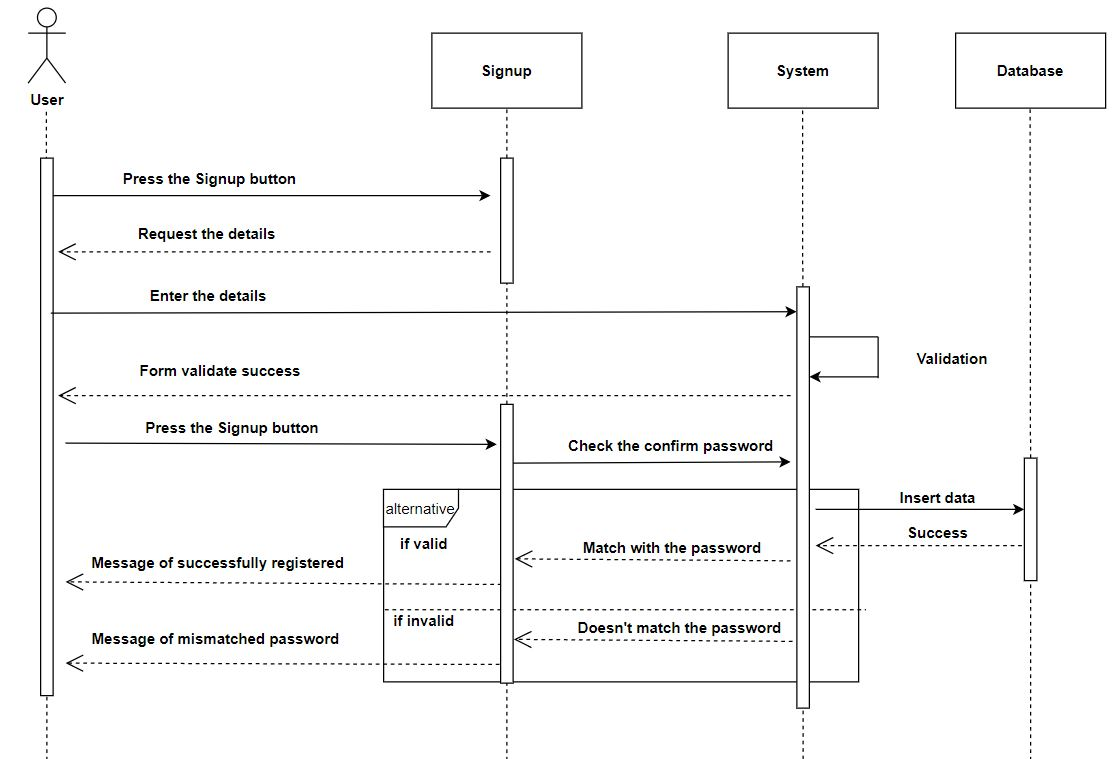 User
Signup
System
Database
Press the Signup button
Request the details
Enter the details
Validation
Form validate success
Press the Signup button
Check the confirm password
Insert data
alternative
Success
if valid
Match with the password
Message of successfully registered
if invalid
Doesn't match the password
Message of mismatched password